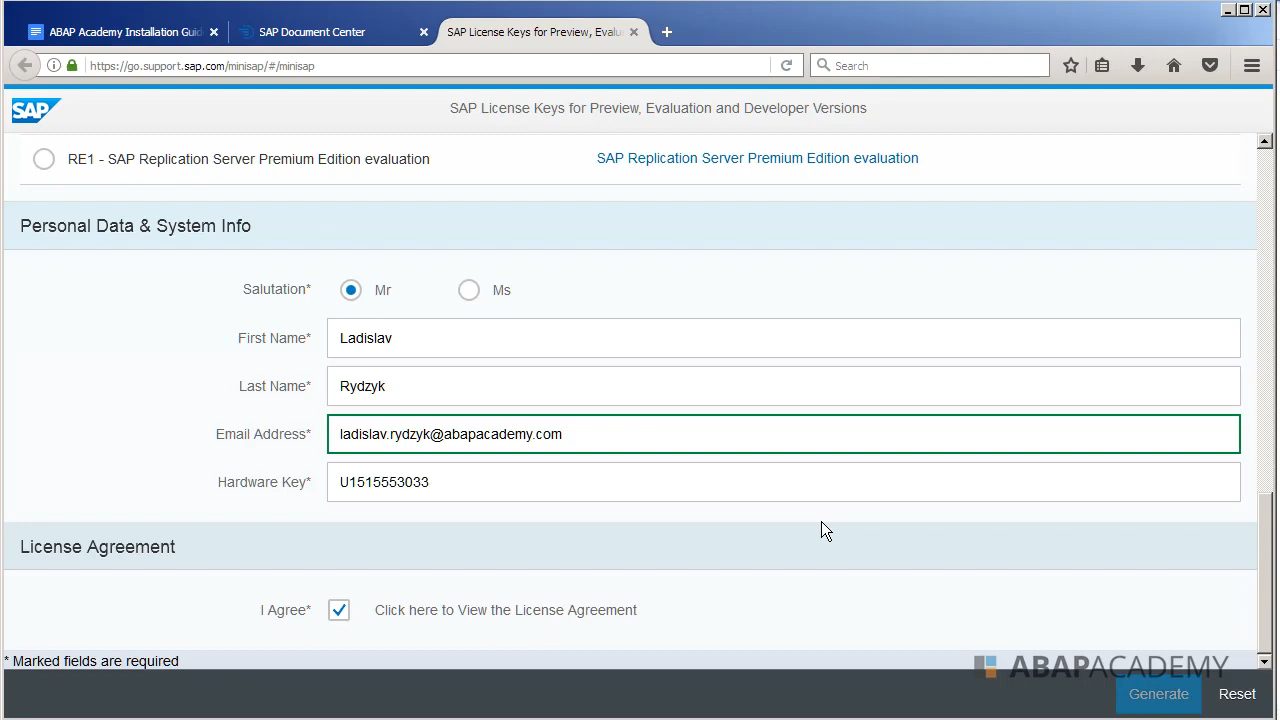 ABAP Academy Installation Guid
SAP Document Center
SAP License Keys for Preview, Evalu
https://go.support.sap.com/minisap/#/minisap
Search
SAP
SAP License Keys for Preview, Evaluation and Developer Versions
RE1 - SAP Replication Server Premium Edition evaluation
SAP Replication Server Premium Edition evaluation
Personal Data & System Info
Salutation*
Mr
Ms
First Name*
Ladislav
Last Name*
Rydzyk
Email Address*
ladislav.rydzyk@abapacademy.com
Hardware Key*
U1515553033
License Agreement
I Agree*
Click here to View the License Agreement
* Marked fields are required
ABAPACADEMY
Generate
Reset